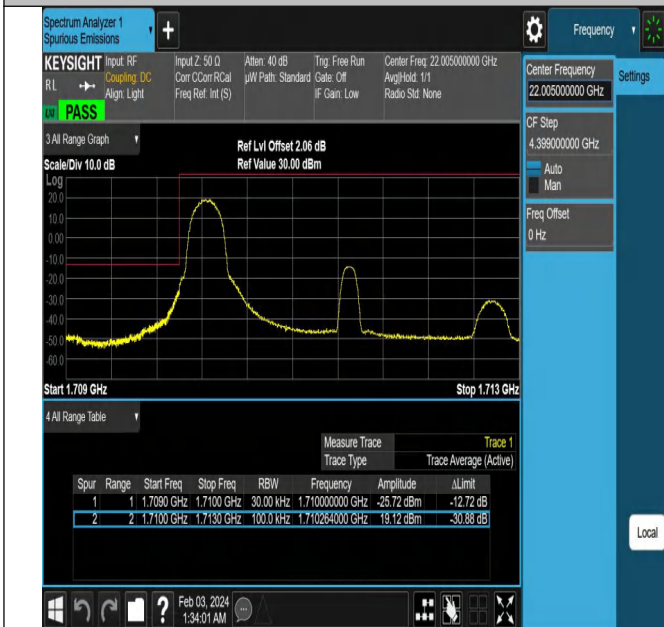 Spectrum Analyzer 1
Spurious Emissions
Frequency
KEYSIGHT
RL
PASS
Input: RF
Coupling: DC
Align: Light
Input Z: 50 Ω
Corr CCorr RCal
Freq Ref: Int (S)
Atten: 40 dB
µW Path: Standard
Trig: Free Run
Gate: Off
IF Gain: Low
Center Freq: 22.005000000 GHz
Avg|Hold: 1/1
Radio Std: None
Center Frequency
22.005000000 GHz
Settings
CF Step
4.399000000 GHz
Auto
Man
Freq Offset
0 Hz
3 All Range Graph
Scale/Div 10.0 dB
Ref Lvl Offset 2.06 dB
Ref Value 30.00 dBm
Log
20.0
10.0
0.00
-10.0
-20.0
-30.0
-40.0
-50.0
-60.0
Start 1.709 GHz
Stop 1.713 GHz
4 All Range Table
Measure Trace Trace 1
Trace Type Trace Average (Active)
Spur Range Start Freq Stop Freq RBW Frequency Amplitude ΔLimit
1 1 1.7090 GHz 1.7100 GHz 30.00 kHz 1.710000000 GHz -25.72 dBm -12.72 dB
2 2 1.7100 GHz 1.7130 GHz 100.0 kHz 1.710264000 GHz 19.12 dBm -30.88 dB
Local
?
Feb 03, 2024
1:34:01 AM